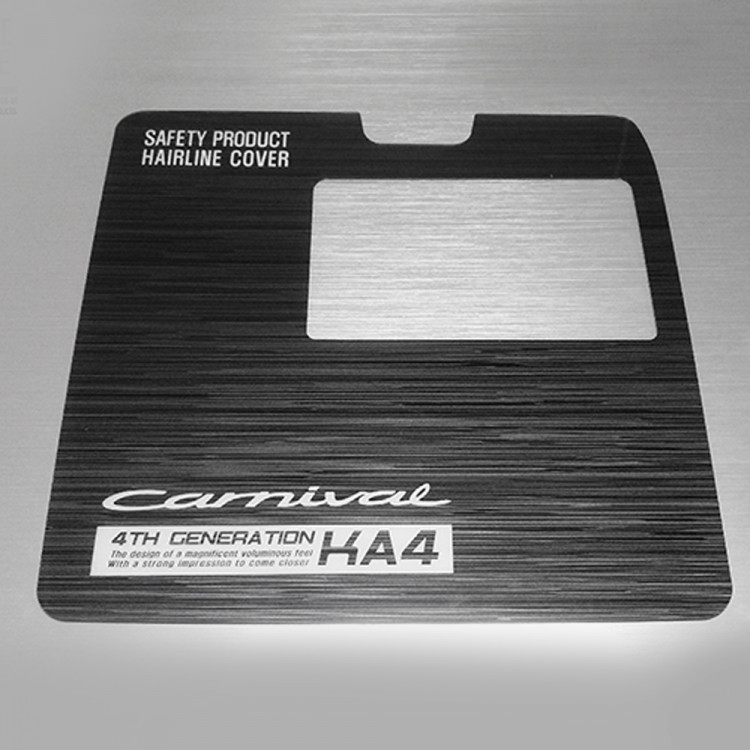 SAFETY PRODUCT
HAIRLINE COVER
Carnival
4TH GENERATION
The design of a magnificent voluminous feel
With a strong impression to come closer
KA4